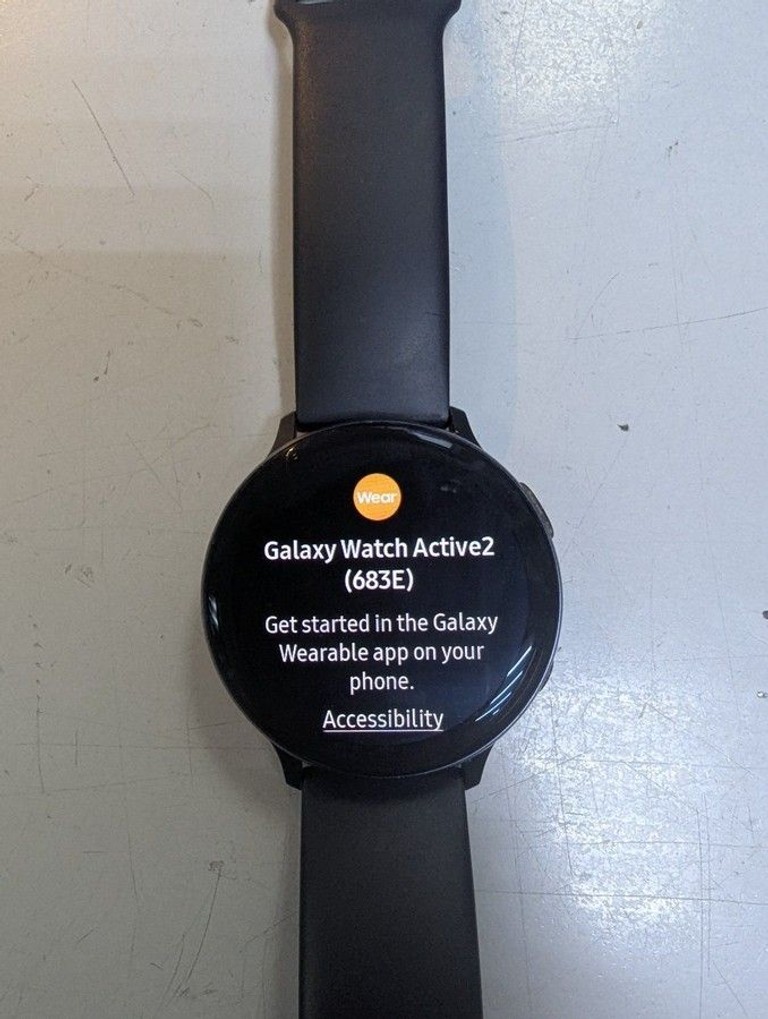 Wear
Galaxy Watch Active2
(683E)
Get started in the Galaxy
Wearable app on your
phone.
Accessibility